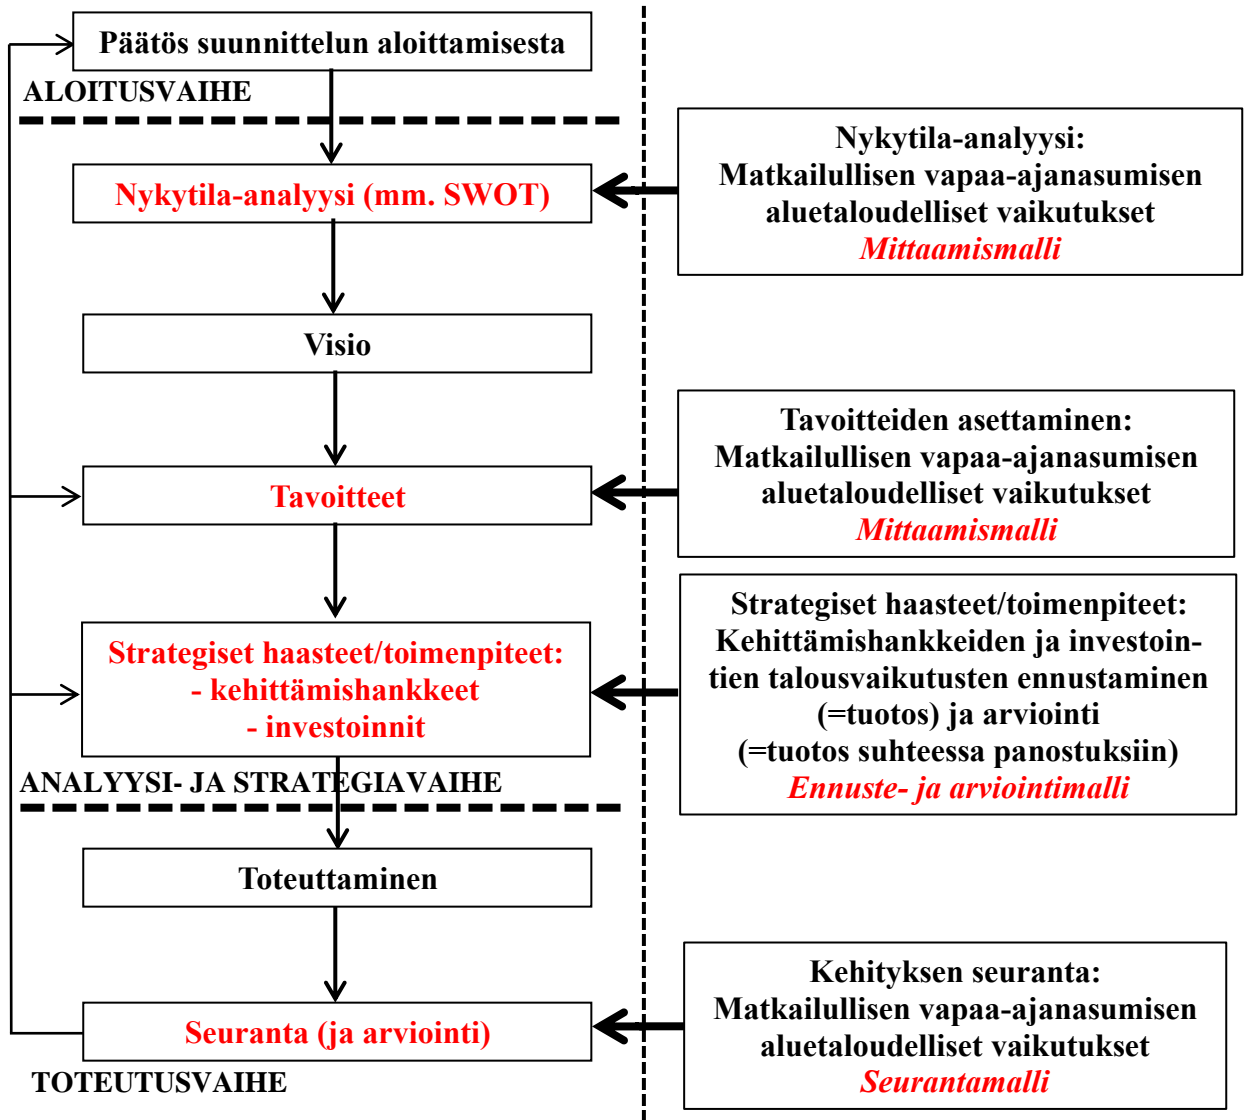 Päätös suunnittelun aloittamisesta
ALOITUSVAIHE
Nykytila-analyysi (mm. SWOT)
Visio
Tavoitteet
Strategiset haasteet/toimenpiteet:
- kehittämishankkeet
- investoinnit
ANALYYSI- JA STRATEGIAVAIHE
Toteuttaminen
Seuranta (ja arviointi)
TOTEUTUSVAIHE
Nykytila-analyysi:
Matkailullisen vapaa-ajanasumisen
aluetaloudelliset vaikutukset
Mittaamismalli
Tavoitteiden asettaminen:
Matkailullisen vapaa-ajanasumisen
aluetaloudelliset vaikutukset
Mittaamismalli
Strategiset haasteet/toimenpiteet:
Kehittämishankkeiden ja investoin-
tien talousvaikutusten ennustaminen
(=tuotos) ja arviointi
(=tuotos suhteessa panostuksiin)
Ennuste- ja arviointimalli
Kehityksen seuranta:
Matkailullisen vapaa-ajanasumisen
aluetaloudelliset vaikutukset
Seurantamalli